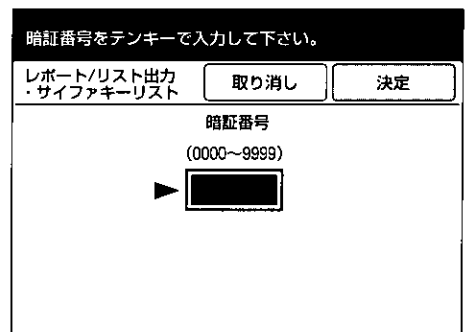 暗証番号をテンキーで入力して下さい。
レポート/リスト出力
・サイファキーリスト
取り消し
決定
暗証番号
(0000〜9999)